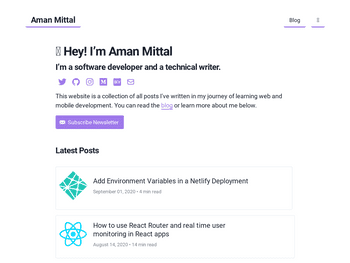 Aman Mittal
Blog
Hey! I'm Aman Mittal
I'm a software developer and a technical writer.
This website is a collection of all posts I've written in my journey of learning web and
mobile development. You can read the blog or learn more about me below.
Subscribe Newsletter
Latest Posts
Add Environment Variables in a Netlify Deployment
September 01, 2020 • 4 min read
How to use React Router and real time user
monitoring in React apps
August 14, 2020 • 14 min read